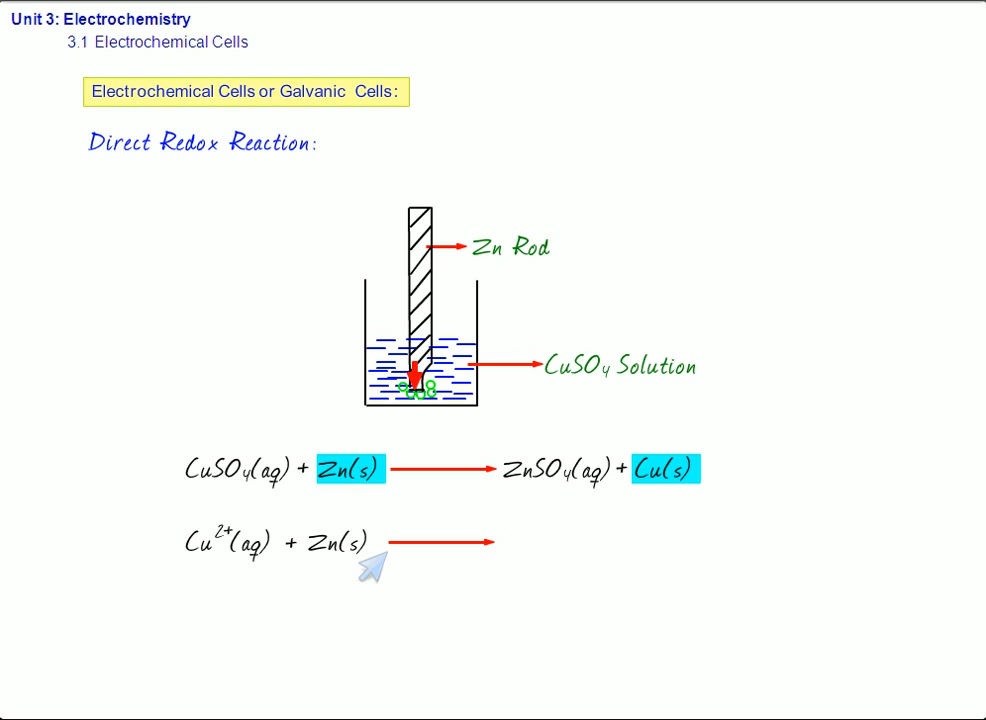 Unit 3: Electrochemistry
3.1 Electrochemical Cells
Electrochemical Cells or Galvanic Cells:
Direct Redox Reaction:
Zn Rod
CuSO₄ Solution
CuSO₄(aq) + Zn(s) ⟶ ZnSO₄(aq) + Cu(s)
Cu²⁺(aq) + Zn(s) ⟶